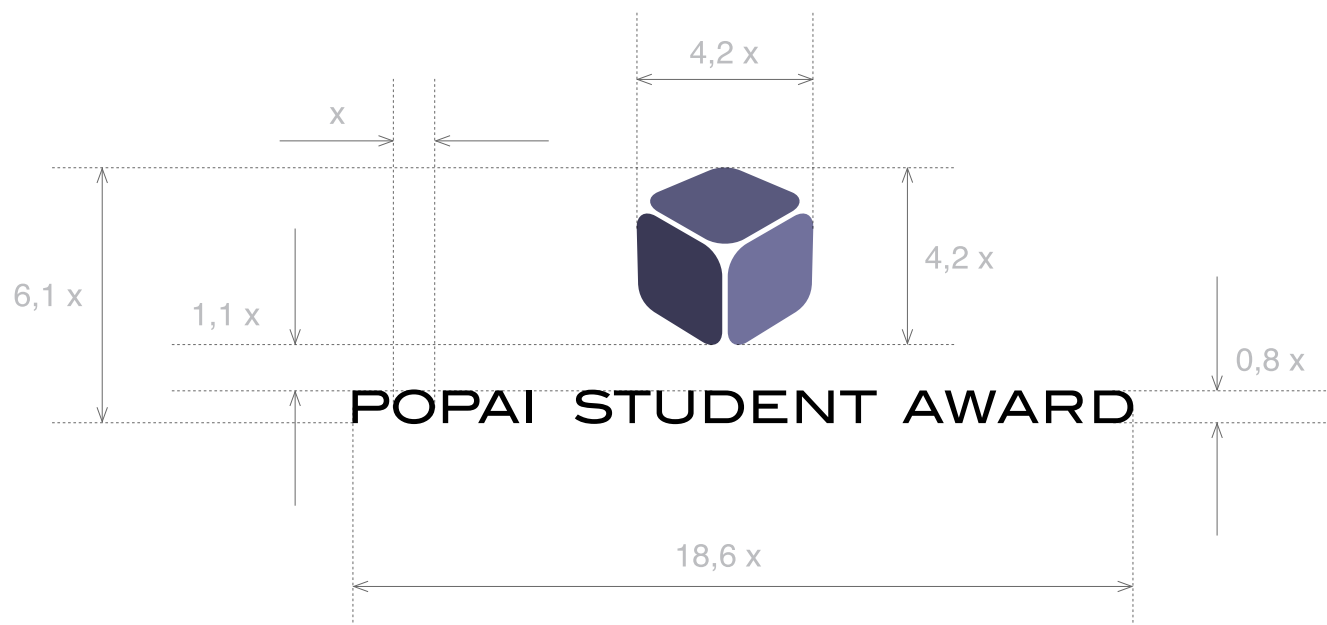 4,2 x
x
4,2 x
6,1 x
1,1 x
0,8 x
POPAI STUDENT AWARD
18,6 x